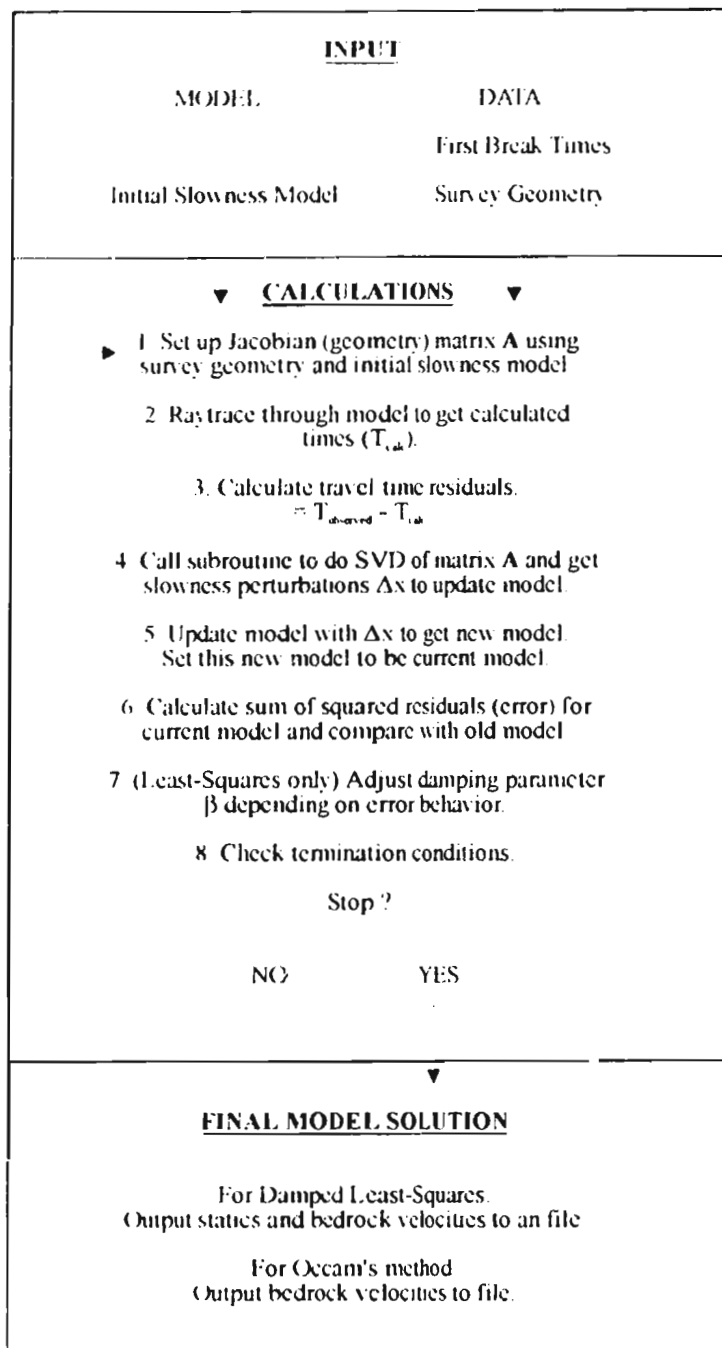 INPUT
MODEL DATA
First Break Times
Initial Slowness Model Survey Geometry
CALCULATIONS
1 Set up Jacobian (geometry) matrix A using
survey geometry and initial slowness model
2 Raytrace through model to get calculated
times (T_calc).
3. Calculate travel time residuals.
= T_observed - T_calc
4 Call subroutine to do SVD of matrix A and get
slowness perturbations Δx to update model.
5 Update model with Δx to get new model.
Set this new model to be current model.
6 Calculate sum of squared residuals (error) for
current model and compare with old model
7 (Least-Squares only) Adjust damping parameter
β depending on error behavior.
8 Check termination conditions.
Stop ?
NO YES
FINAL MODEL SOLUTION
For Damped Least-Squares.
Output statics and bedrock velocities to an file
For Occam's method
Output bedrock velocities to file.